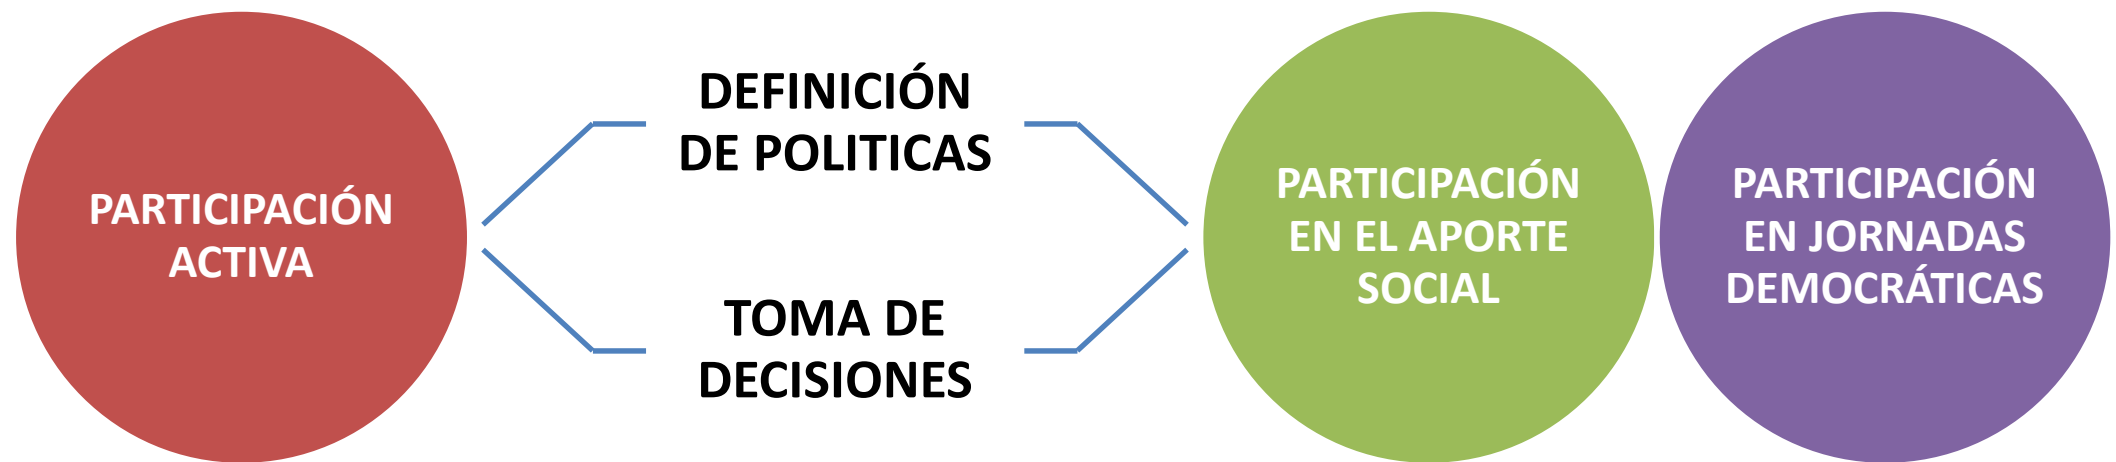 PARTICIPACIÓN
ACTIVA
DEFINICIÓN
DE POLITICAS
TOMA DE
DECISIONES
PARTICIPACIÓN
EN EL APORTE
SOCIAL
PARTICIPACIÓN
EN JORNADAS
DEMOCRÁTICAS